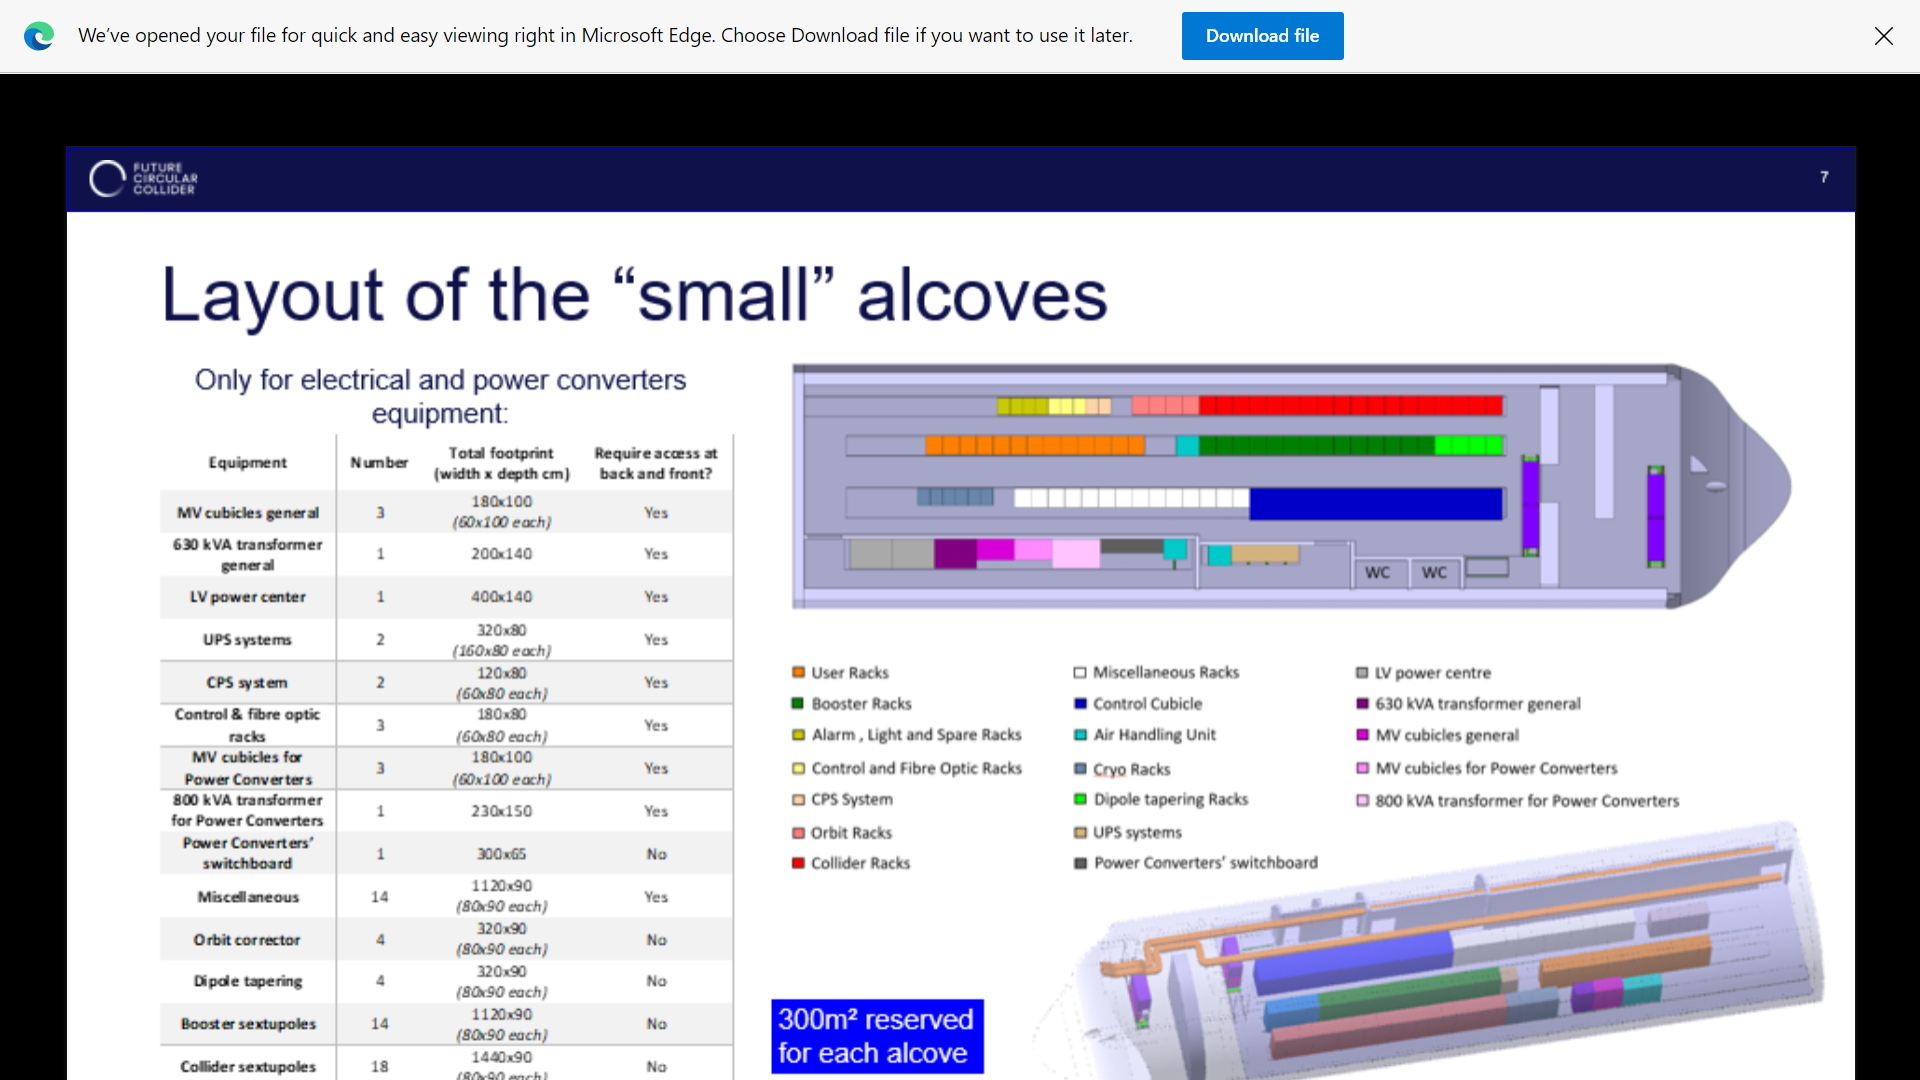 We've opened your file for quick and easy viewing right in Microsoft Edge. Choose Download file if you want to use it later.
Download file
FUTURE
CIRCULAR
COLLIDER
7
Layout of the “small” alcoves
Only for electrical and power converters
equipment:
Equipment Number Total footprint (width x depth cm) Require access at back and front?
MV cubicles general 3 180x100 (60x100 each) Yes
630 kVA transformer general 1 200x140 Yes
LV power center 1 400x140 Yes
UPS systems 2 320x80 (160x80 each) Yes
CPS system 2 120x80 (60x80 each) Yes
Control & fibre optic racks 3 180x80 (60x80 each) Yes
MV cubicles for Power Converters 3 180x100 (60x100 each) Yes
800 kVA transformer for Power Converters 1 230x150 Yes
Power Converters’ switchboard 1 300x65 No
Miscellaneous 14 1120x90 (80x90 each) Yes
Orbit corrector 4 320x90 (80x90 each) No
Dipole tapering 4 320x90 (80x90 each) No
Booster sextupoles 14 1120x90 (80x90 each) No
Collider sextupoles 18 1440x90 (80x90 each) No
WC WC
User Racks
Booster Racks
Alarm , Light and Spare Racks
Control and Fibre Optic Racks
CPS System
Orbit Racks
Collider Racks
Miscellaneous Racks
Control Cubicle
Air Handling Unit
Cryo Racks
Dipole tapering Racks
UPS systems
Power Converters’ switchboard
LV power centre
630 kVA transformer general
MV cubicles general
MV cubicles for Power Converters
800 kVA transformer for Power Converters
300m² reserved
for each alcove